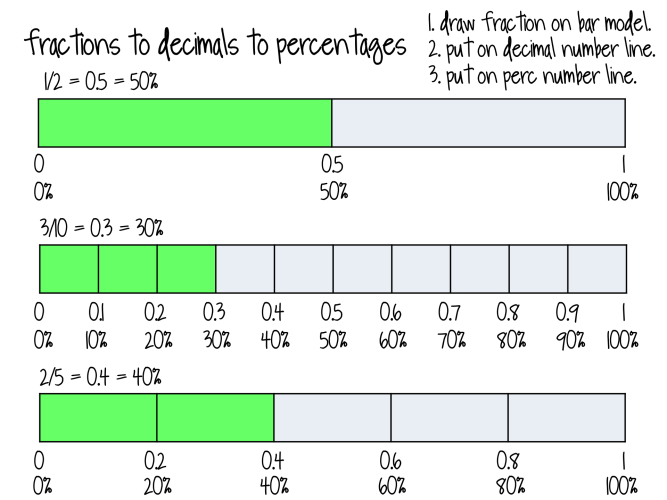 fractions to decimals to percentages
1. draw fraction on bar model.
2. put on decimal number line.
3. put on perc number line.
1/2 = 0.5 = 50%
0 0.5 1
0% 50% 100%
3/10 = 0.3 = 30%
0 0.1 0.2 0.3 0.4 0.5 0.6 0.7 0.8 0.9 1
0% 10% 20% 30% 40% 50% 60% 70% 80% 90% 100%
2/5 = 0.4 = 40%
0 0.2 0.4 0.6 0.8 1
0% 20% 40% 60% 80% 100%